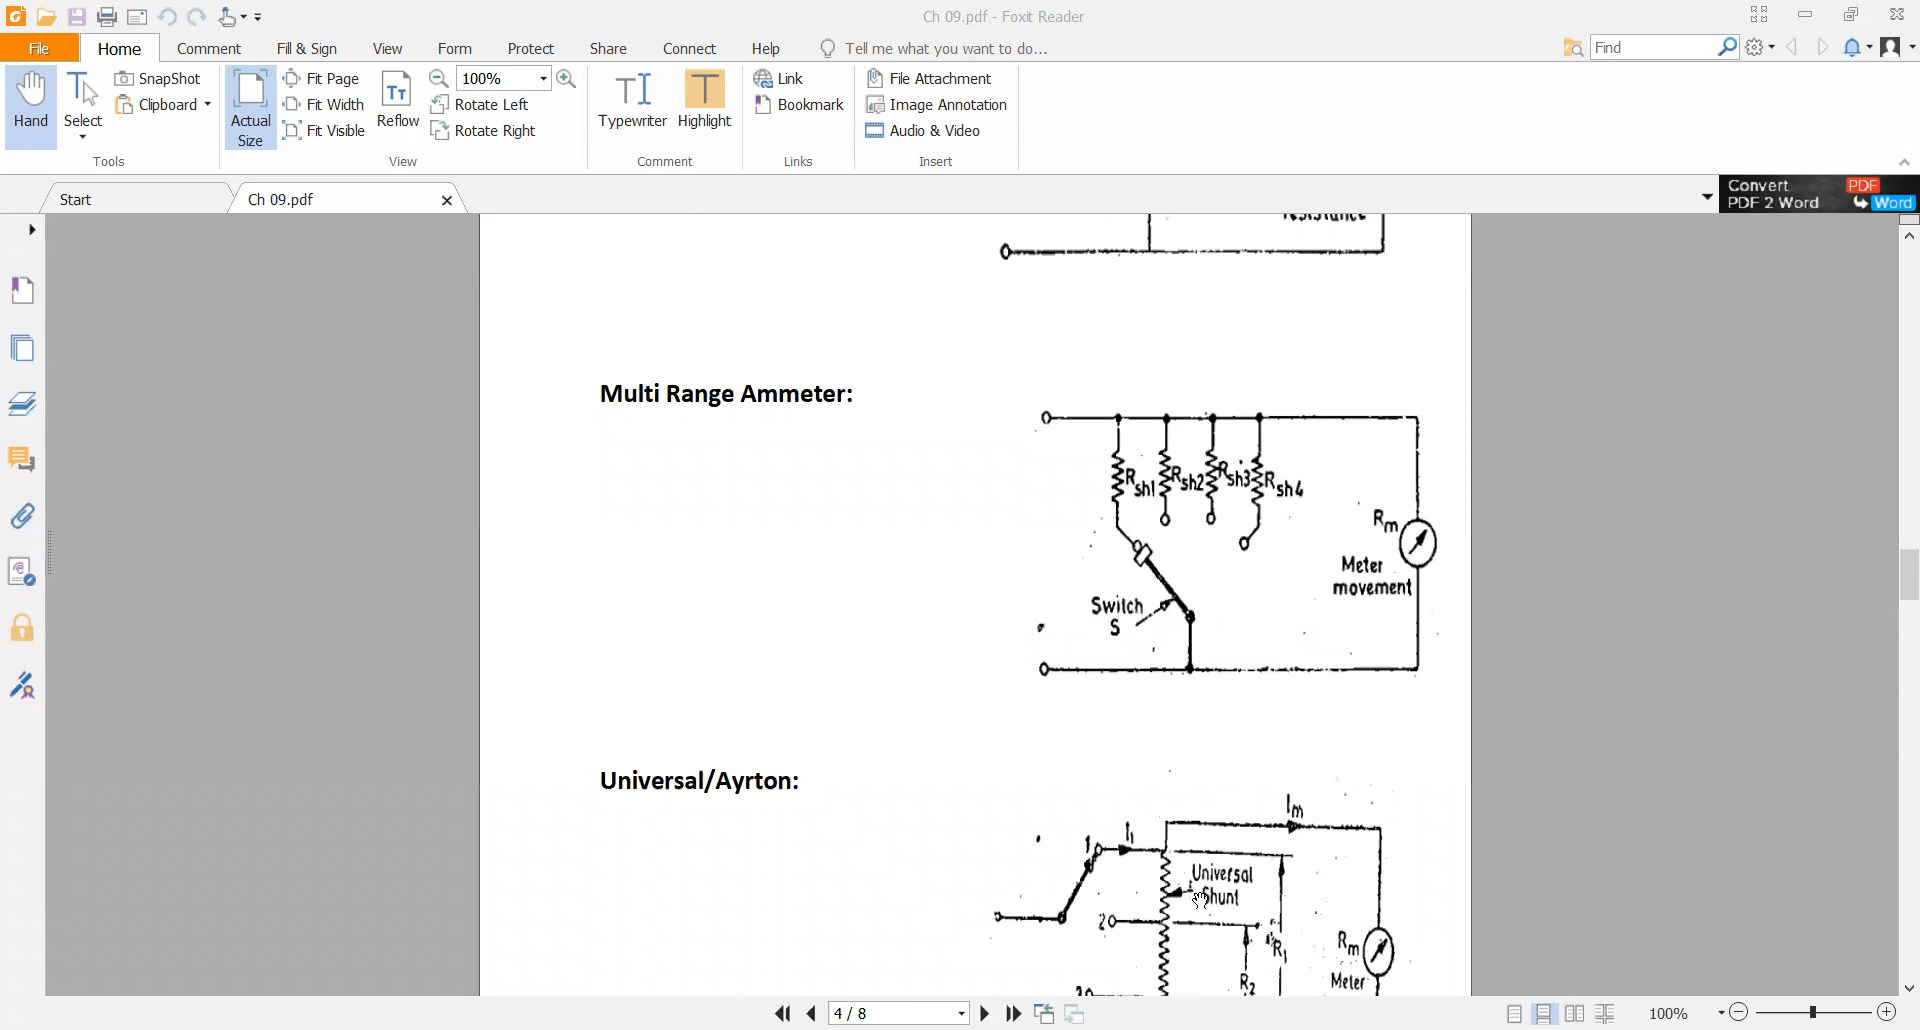 Ch 09.pdf - Foxit Reader
File Home Comment Fill & Sign View Form Protect Share Connect Help Tell me what you want to do... Find
Hand
Select
SnapShot
Clipboard
Tools
Actual Size
Fit Page
Fit Width
Fit Visible
Reflow
100%
Rotate Left
Rotate Right
View
Typewriter
Highlight
Comment
Link
Bookmark
Links
File Attachment
Image Annotation
Audio & Video
Insert
Start
Ch 09.pdf
Convert PDF
PDF 2 Word Word
Multi Range Ammeter:
Rsh1 Rsh2 Rsh3 Rsh4
Rm
Meter
movement
Switch
S
Universal/Ayrton:
Im
1 I1
Universal
Shunt
2
R1
Rm
Meter
R2
3
4 / 8
100%